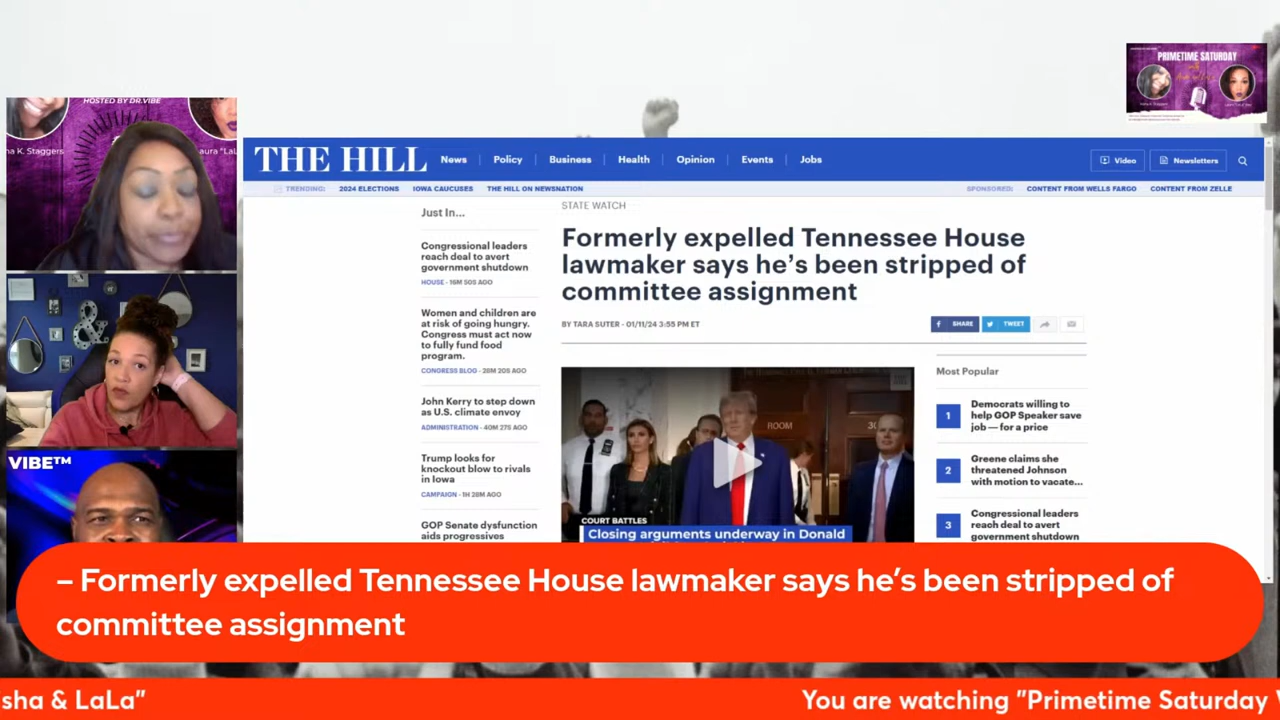 PRIMETIME SATURDAY
HOSTED BY DR.VIBE
na K. Staggers
aura "LaL
VIBE™
THE HILL
News
Policy
Business
Health
Opinion
Events
Jobs
Video
Newsletters
TRENDING:
2024 ELECTIONS
IOWA CAUCUSES
THE HILL ON NEWSNATION
SPONSORED:
CONTENT FROM WELLS FARGO
CONTENT FROM ZELLE
Just In...
Congressional leaders
reach deal to avert
government shutdown
HOUSE - 16M 50S AGO
Women and children are
at risk of going hungry.
Congress must act now
to fully fund food
program.
CONGRESS BLOG - 28M 20S AGO
John Kerry to step down
as U.S. climate envoy
ADMINISTRATION - 40M 27S AGO
Trump looks for
knockout blow to rivals
in Iowa
CAMPAIGN - 1H 28M AGO
GOP Senate dysfunction
aids progressives
STATE WATCH
Formerly expelled Tennessee House
lawmaker says he's been stripped of
committee assignment
BY TARA SUTER - 01/11/24 3:55 PM ET
SHARE
TWEET
ROOM
30
COURT BATTLES
Closing arguments underway in Donald
Most Popular
1
Democrats willing to
help GOP Speaker save
job — for a price
2
Greene claims she
threatened Johnson
with motion to vacate...
3
Congressional leaders
reach deal to avert
government shutdown
– Formerly expelled Tennessee House lawmaker says he's been stripped of
committee assignment
sha & LaLa"
You are watching "Primetime Saturday